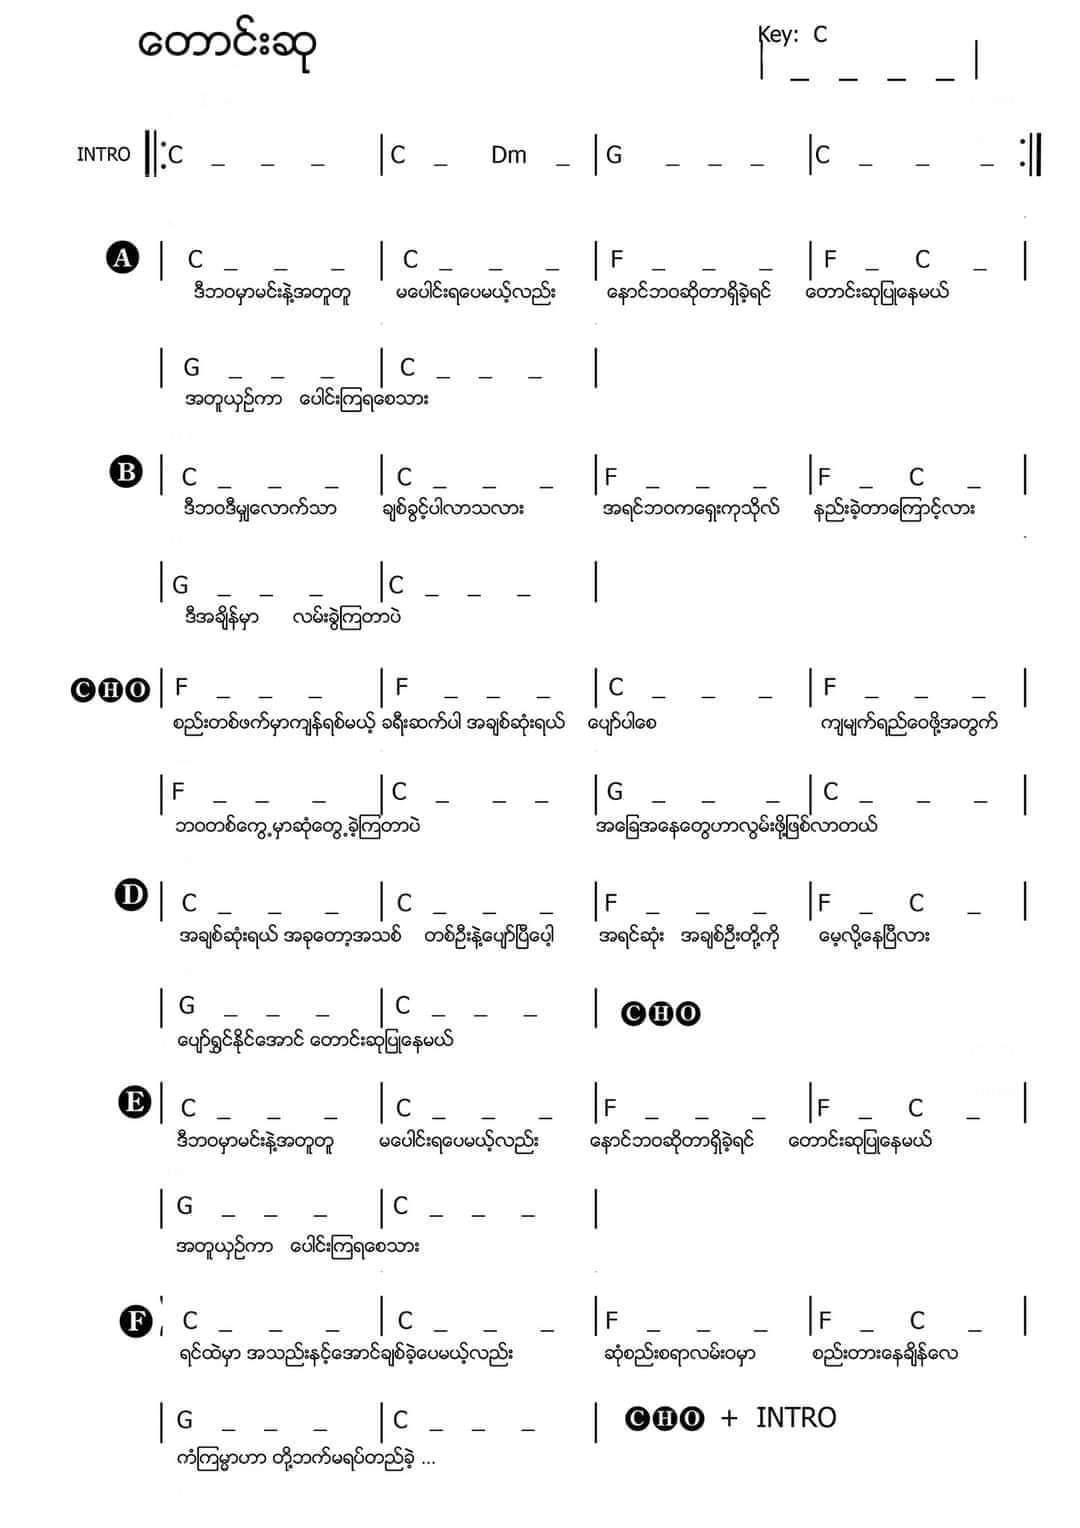 တောင်းဆု
Key: C
| _ _ _ _ |
INTRO ‖: C _ _ _ | C _ Dm _ | G _ _ _ | C _ _ _ :‖
A | C _ _ _ | C _ _ _ | F _ _ _ | F _ C _ |
ဒီဘဝမှာမင်းနဲ့အတူတူ မပေါင်းရပေမယ့်လည်း နောင်ဘဝဆိုတာရှိခဲ့ရင် တောင်းဆုပြုနေမယ်
| G _ _ _ | C _ _ _ |
အတူယှဉ်ကာ ပေါင်းကြရစေသား
B | C _ _ _ | C _ _ _ | F _ _ _ | F _ C _ |
ဒီဘဝဒီမျှလောက်သာ ချစ်ခွင့်ပါလာသလား အရင်ဘဝကရှေးကုသိုလ် နည်းခဲ့တာကြောင့်လား
| G _ _ _ | C _ _ _ |
ဒီအချိန်မှာ လမ်းခွဲကြတာပဲ
CHO | F _ _ _ | F _ _ _ | C _ _ _ | F _ _ _ |
စည်းတစ်ဖက်မှာကျန်ရစ်မယ့် ခရီးဆက်ပါ အချစ်ဆုံးရယ် ပျော်ပါစေ ကျမျက်ရည်ဝေဖို့အတွက်
| F _ _ _ | C _ _ _ | G _ _ _ | C _ _ _ |
ဘဝတစ်ကွေ့မှာဆုံတွေ့ခဲ့ကြတာပဲ အခြေအနေတွေဟာလွမ်းဖို့ဖြစ်လာတယ်
D | C _ _ _ | C _ _ _ | F _ _ _ | F _ C _ |
အချစ်ဆုံးရယ် အခုတော့အသစ် တစ်ဦးနဲ့ပျော်ပြီပေါ့ အရင်ဆုံး အချစ်ဦးတို့ကို မေ့လို့နေပြီလား
| G _ _ _ | C _ _ _ | CHO
ပျော်ရွှင်နိုင်အောင် တောင်းဆုပြုနေမယ်
E | C _ _ _ | C _ _ _ | F _ _ _ | F _ C _ |
ဒီဘဝမှာမင်းနဲ့အတူတူ မပေါင်းရပေမယ့်လည်း နောင်ဘဝဆိုတာရှိခဲ့ရင် တောင်းဆုပြုနေမယ်
| G _ _ _ | C _ _ _ |
အတူယှဉ်ကာ ပေါင်းကြရစေသား
F | C _ _ _ | C _ _ _ | F _ _ _ | F _ C _ |
ရင်ထဲမှာ အသည်းနင့်အောင်ချစ်ခဲ့ပေမယ့်လည်း ဆုံစည်းစရာလမ်းဝမှာ စည်းတားနေချိန်လေ
| G _ _ _ | C _ _ _ | CHO + INTRO
ကံကြမ္မာဟာ တို့ဘက်မရပ်တည်ခဲ့ ...